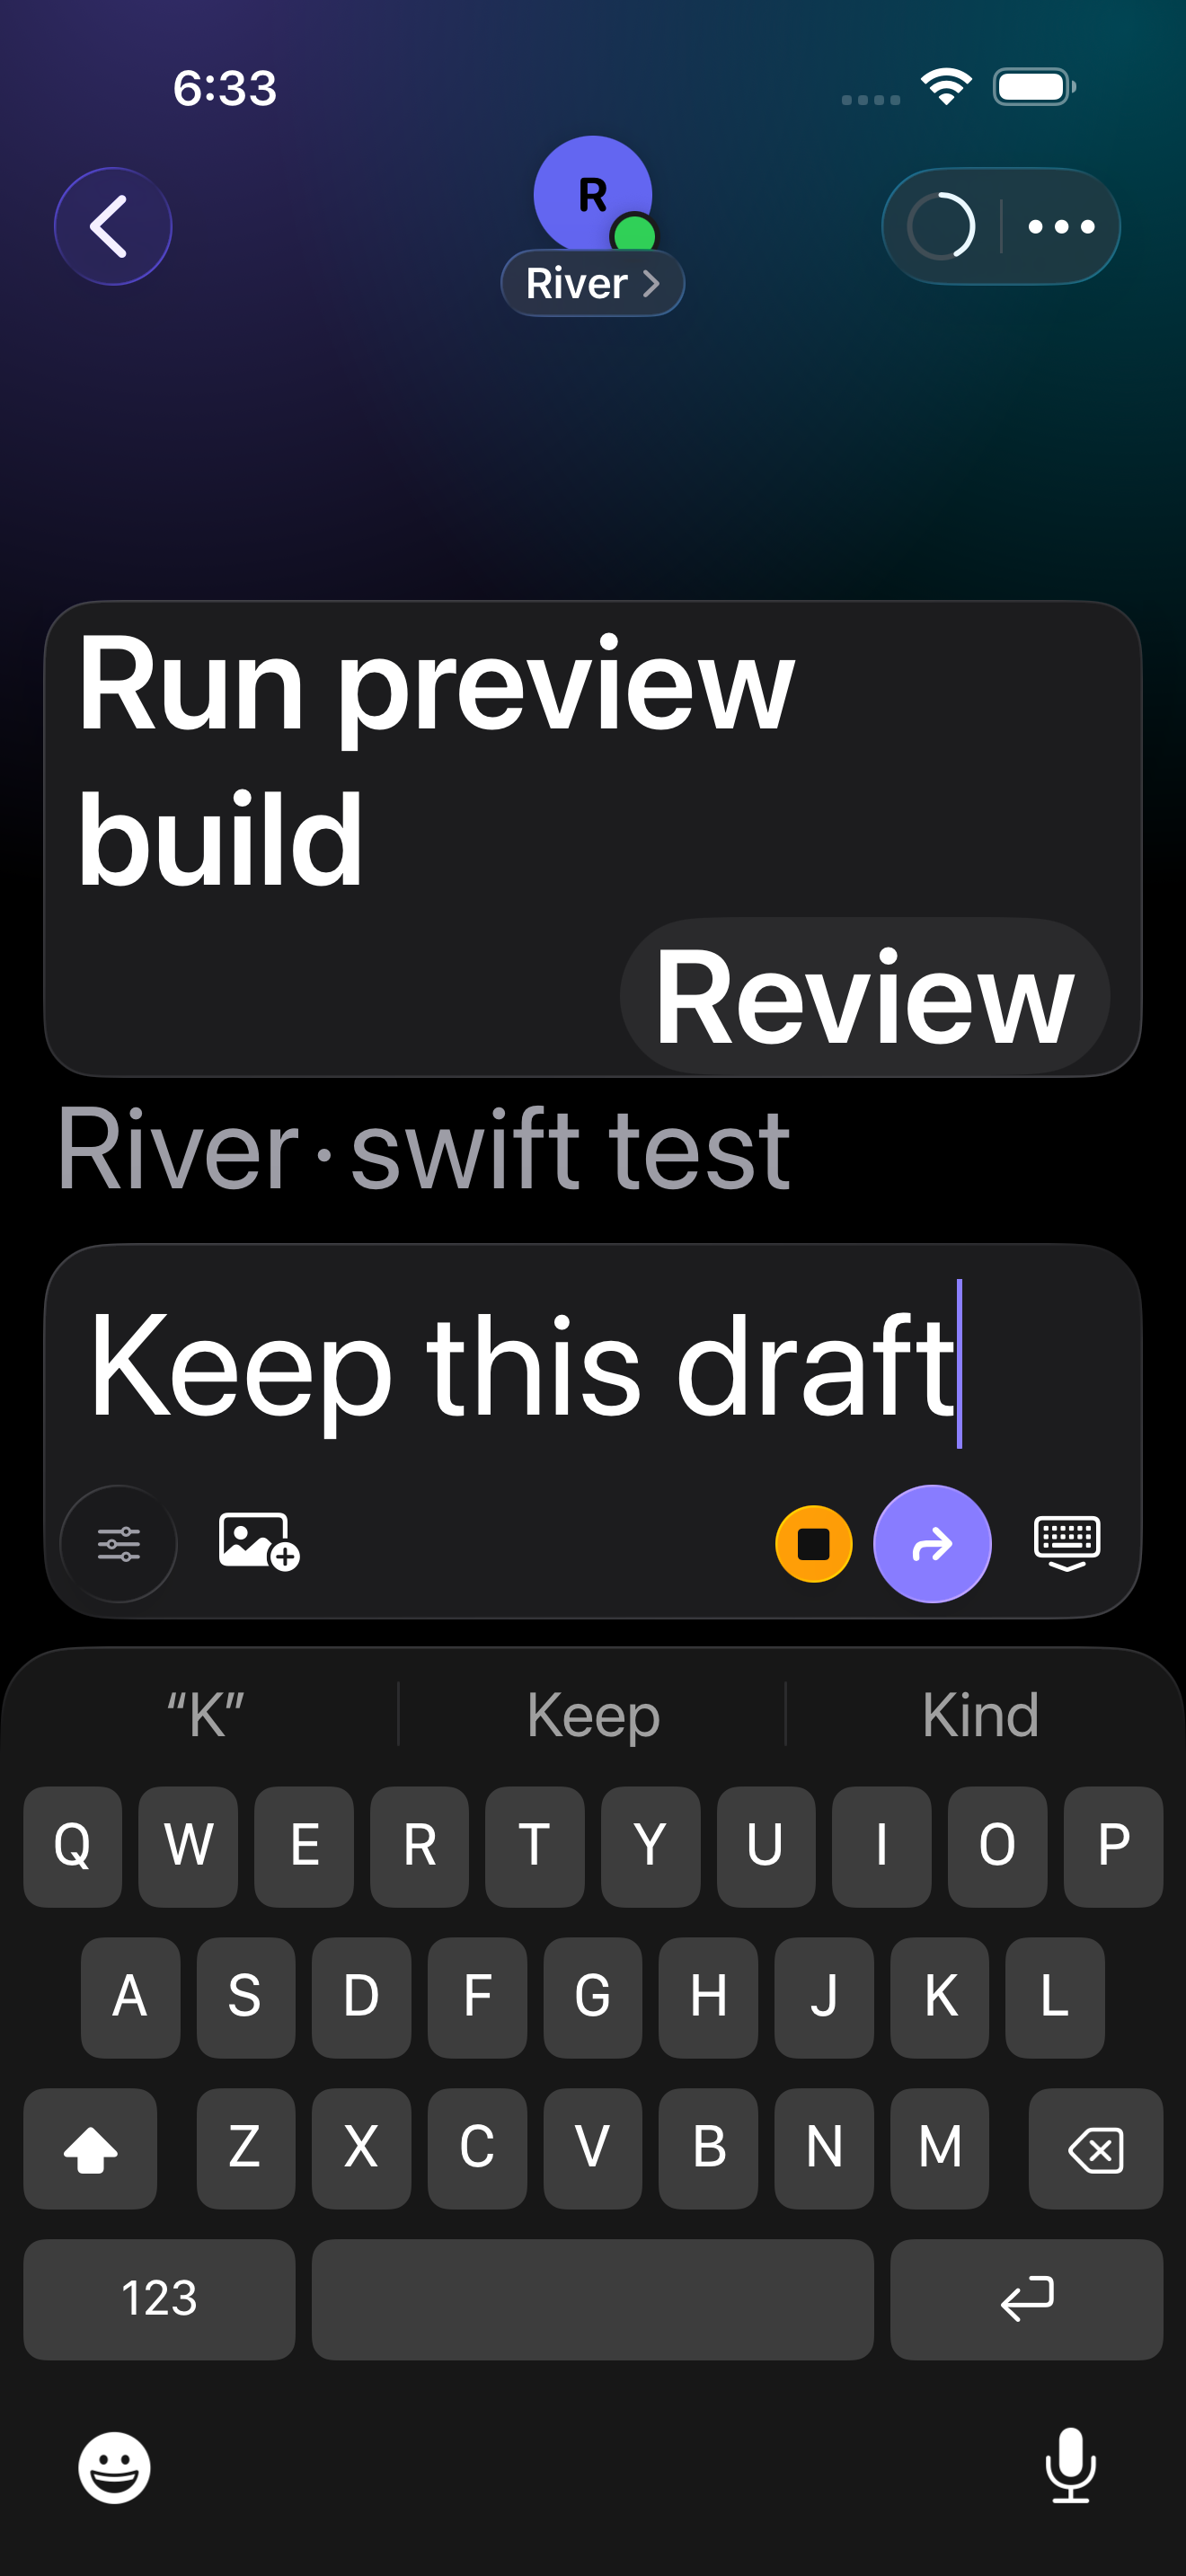 6:33
R
River
Run preview
build
Review
River · swift test
Keep this draft
“K” Keep Kind
Q W E R T Y U I O P
A S D F G H J K L
Z X C V B N M
123